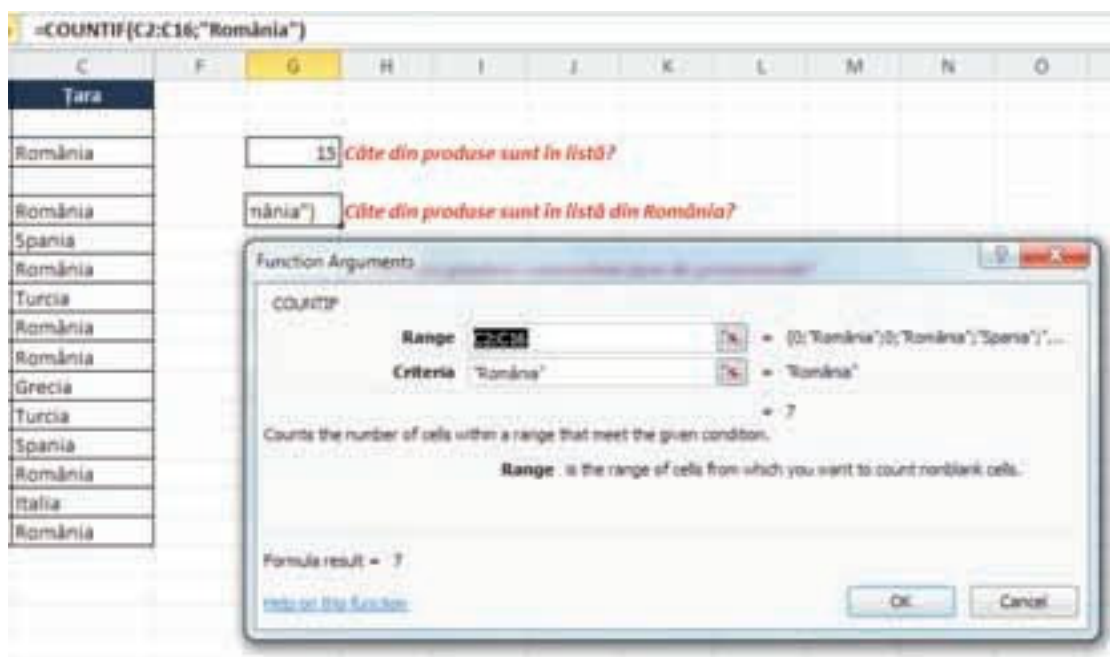 =COUNTIF(C2:C16;"România")
C F G H I J K L M N O
Țara
România
15 Câte din produse sunt în listă?
România
nânia") Câte din produse sunt în listă din România?
Spania
România
Turcia
România
România
Grecia
Turcia
Spania
România
Italia
România
Function Arguments
COUNTIF
Range C2:C16 = {0;"România";0;"România";"Spania";"...
Criteria "România" = "România"
= 7
Counts the number of cells within a range that meet the given condition.
Range is the range of cells from which you want to count nonblank cells.
Formula result = 7
Help on this function
OK Cancel